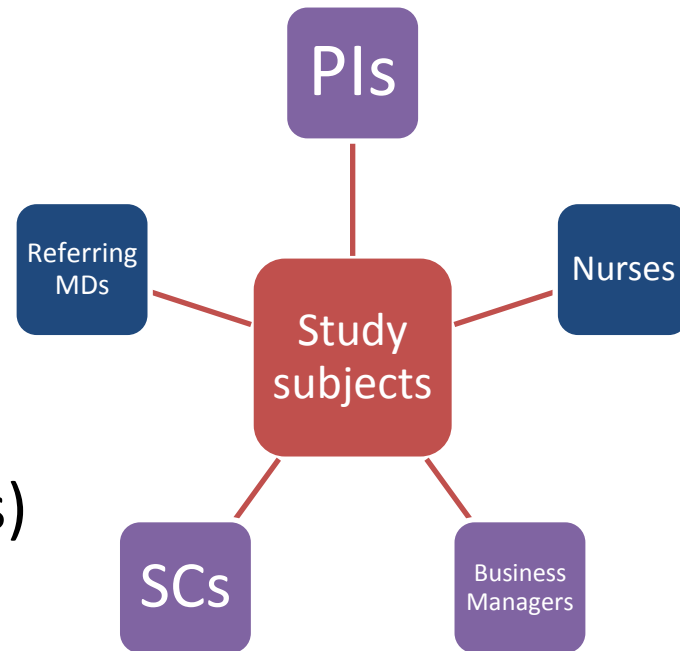 PIs
Referring
MDs
Nurses
Study
subjects
s)
SCs
Business
Managers